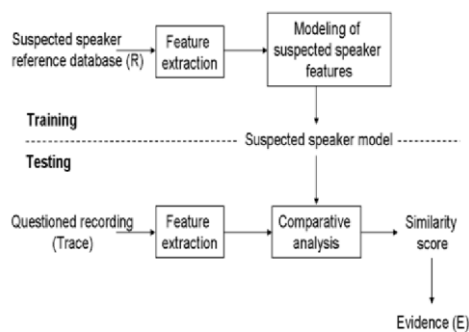 Suspected speaker
reference database (R)
Feature
extraction
Modeling of
suspected speaker
features
Training
Suspected speaker model
Testing
Questioned recording
(Trace)
Feature
extraction
Comparative
analysis
Similarity
score
Evidence (E)